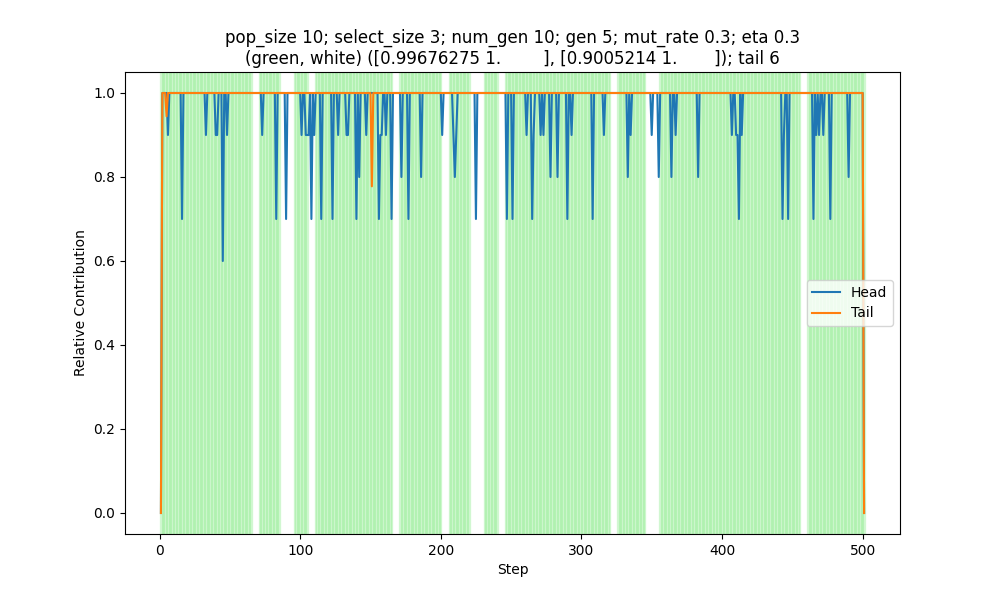 pop_size 10; select_size 3; num_gen 10; gen 5; mut_rate 0.3; eta 0.3
(green, white) ([0.99676275 1.        ], [0.9005214 1.        ]); tail 6
Relative Contribution
1.0
0.8
0.6
0.4
0.2
0.0
Head
Tail
0
100
200
300
400
500
Step